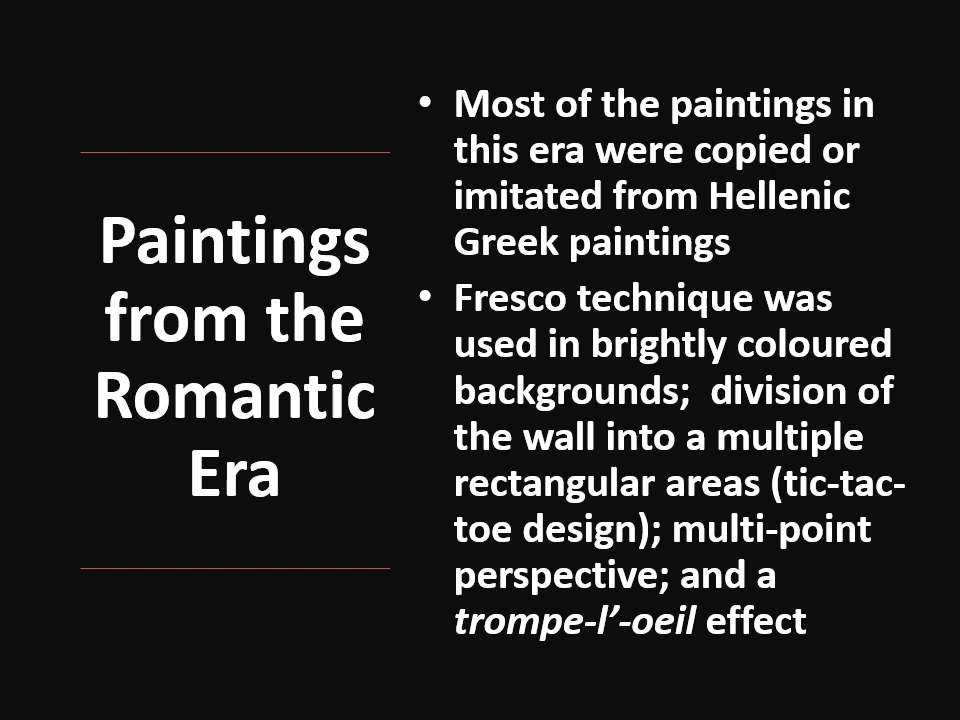 Paintings
from the
Romantic
Era
• Most of the paintings in
this era were copied or
imitated from Hellenic
Greek paintings
• Fresco technique was
used in brightly coloured
backgrounds;  division of
the wall into a multiple
rectangular areas (tic-tac-
toe design); multi-point
perspective; and a
trompe-l’-oeil effect